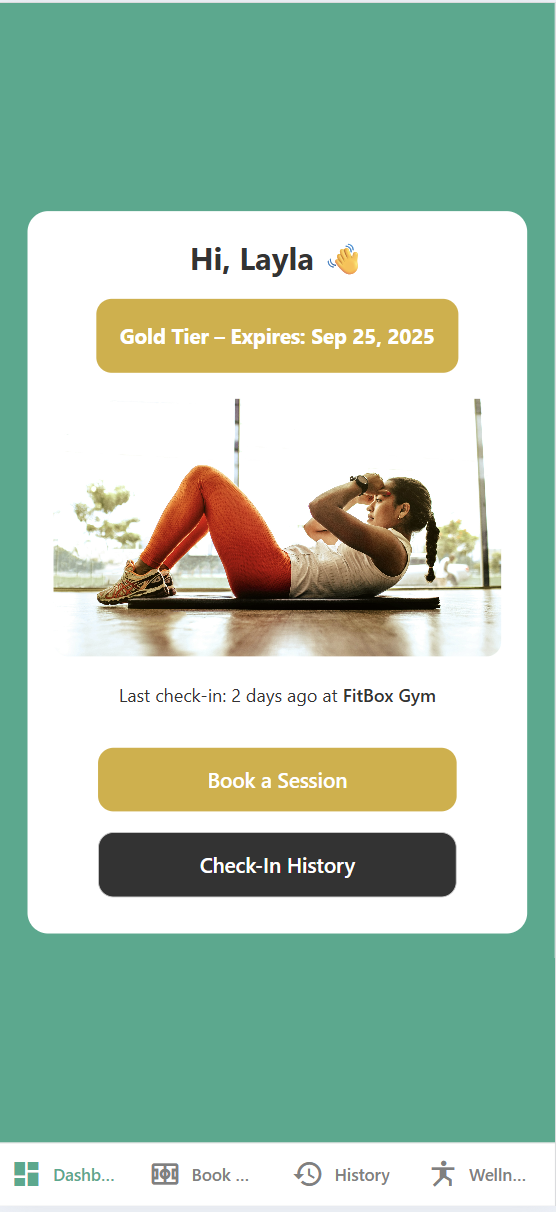 Hi, Layla 👋
Gold Tier – Expires: Sep 25, 2025
Last check-in: 2 days ago at FitBox Gym
Book a Session
Check-In History
Dashb... Book ... History Welln...